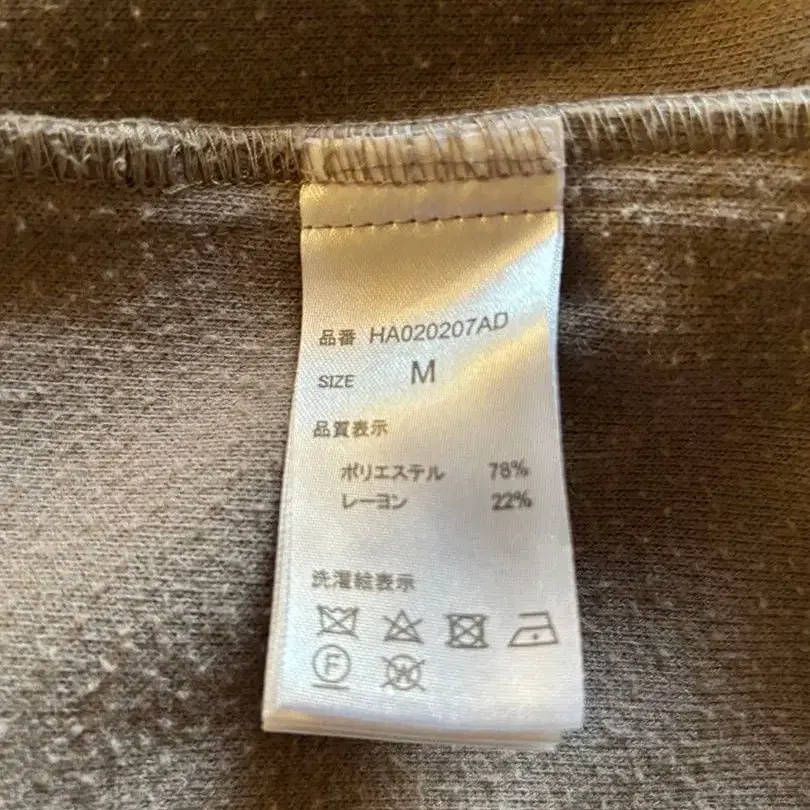 品番 HA020207AD
SIZE M
品質表示
ポリエステル 78%
レーヨン 22%
洗濯絵表示
F
W